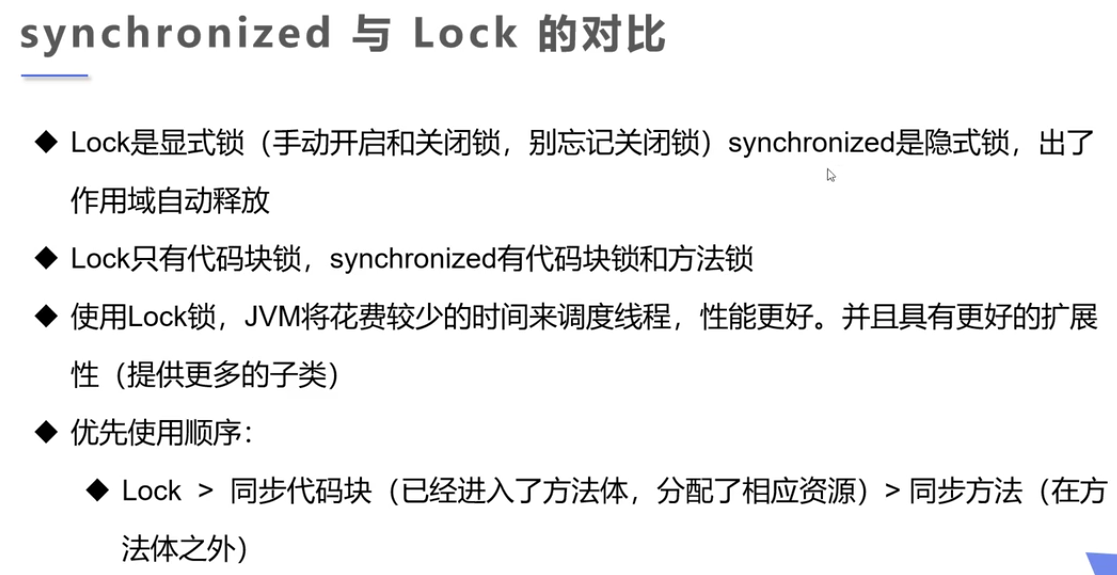 synchronized 与 Lock 的对比
◆ Lock是显式锁（手动开启和关闭锁，别忘记关闭锁）synchronized是隐式锁，出了
作用域自动释放
◆ Lock只有代码块锁，synchronized有代码块锁和方法锁
◆ 使用Lock锁，JVM将花费较少的时间来调度线程，性能更好。并且具有更好的扩展
性（提供更多的子类）
◆ 优先使用顺序：
◆ Lock > 同步代码块（已经进入了方法体，分配了相应资源）> 同步方法（在方
法体之外）